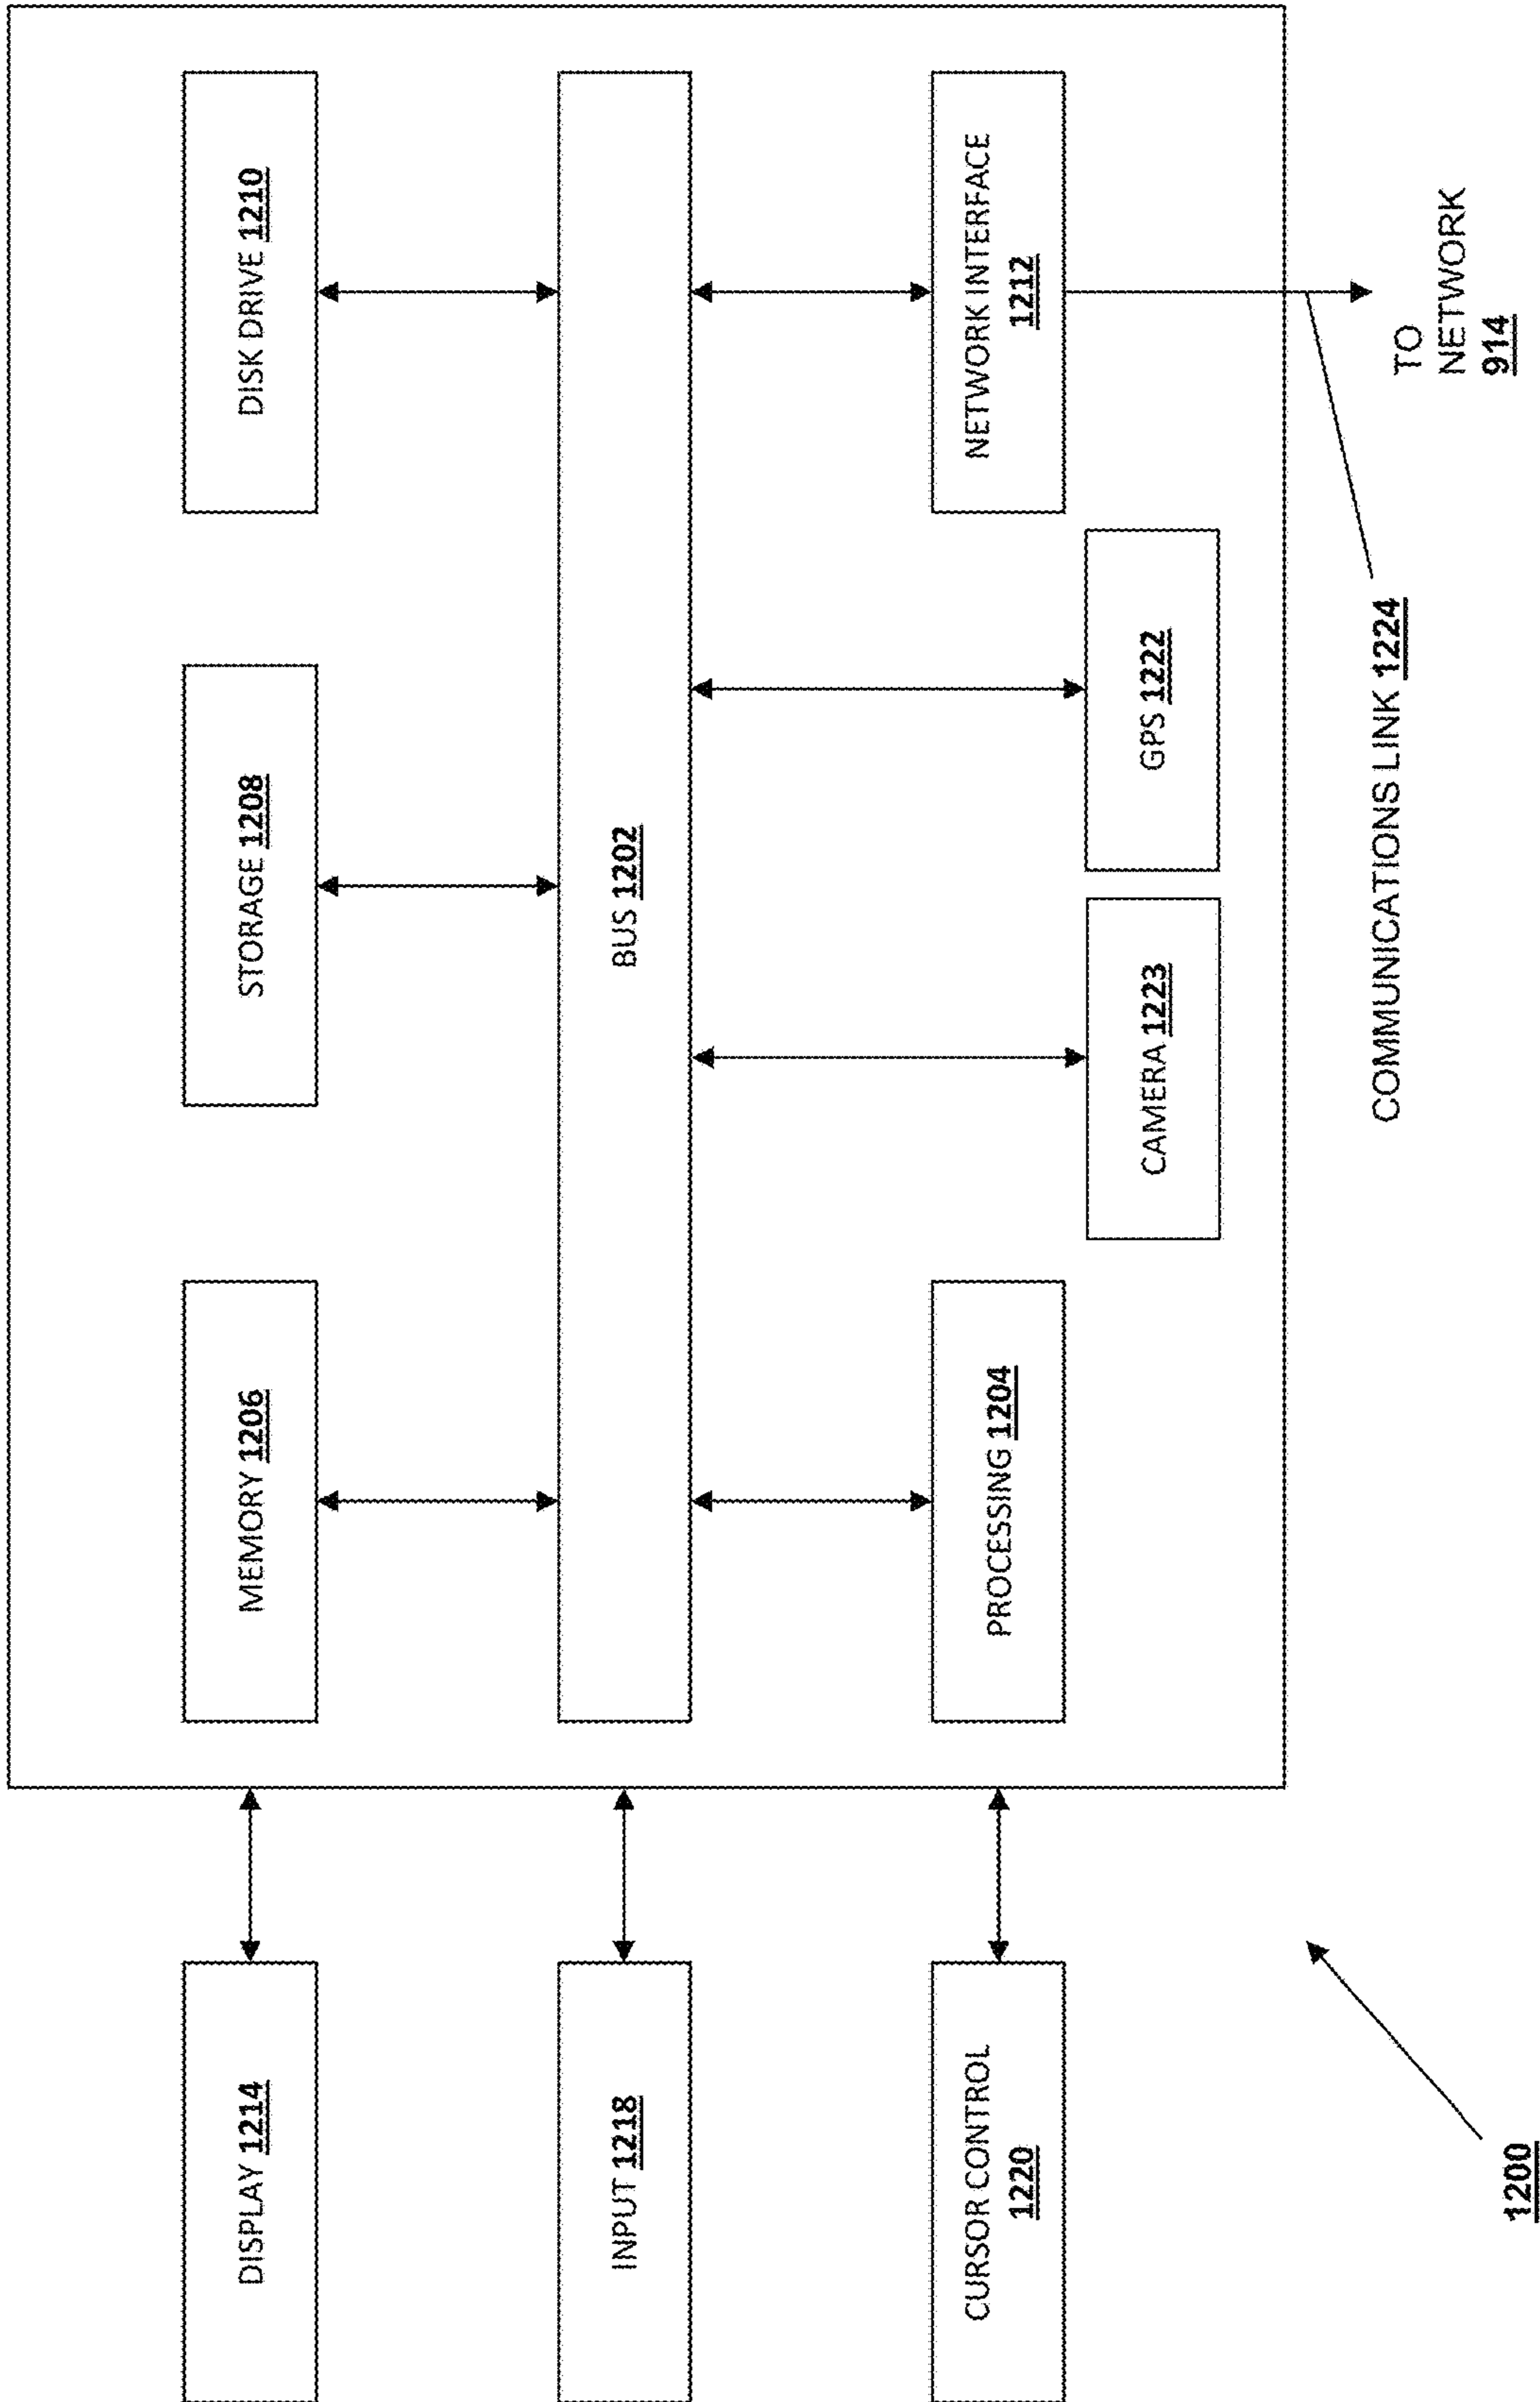 DISPLAY 1214
MEMORY 1206
STORAGE 1208
DISK DRIVE 1210
INPUT 1218
BUS 1202
CURSOR CONTROL
1220
PROCESSING 1204
CAMERA 1223
GPS 1222
NETWORK INTERFACE
1212
COMMUNICATIONS LINK 1224
TO
NETWORK
914
1200